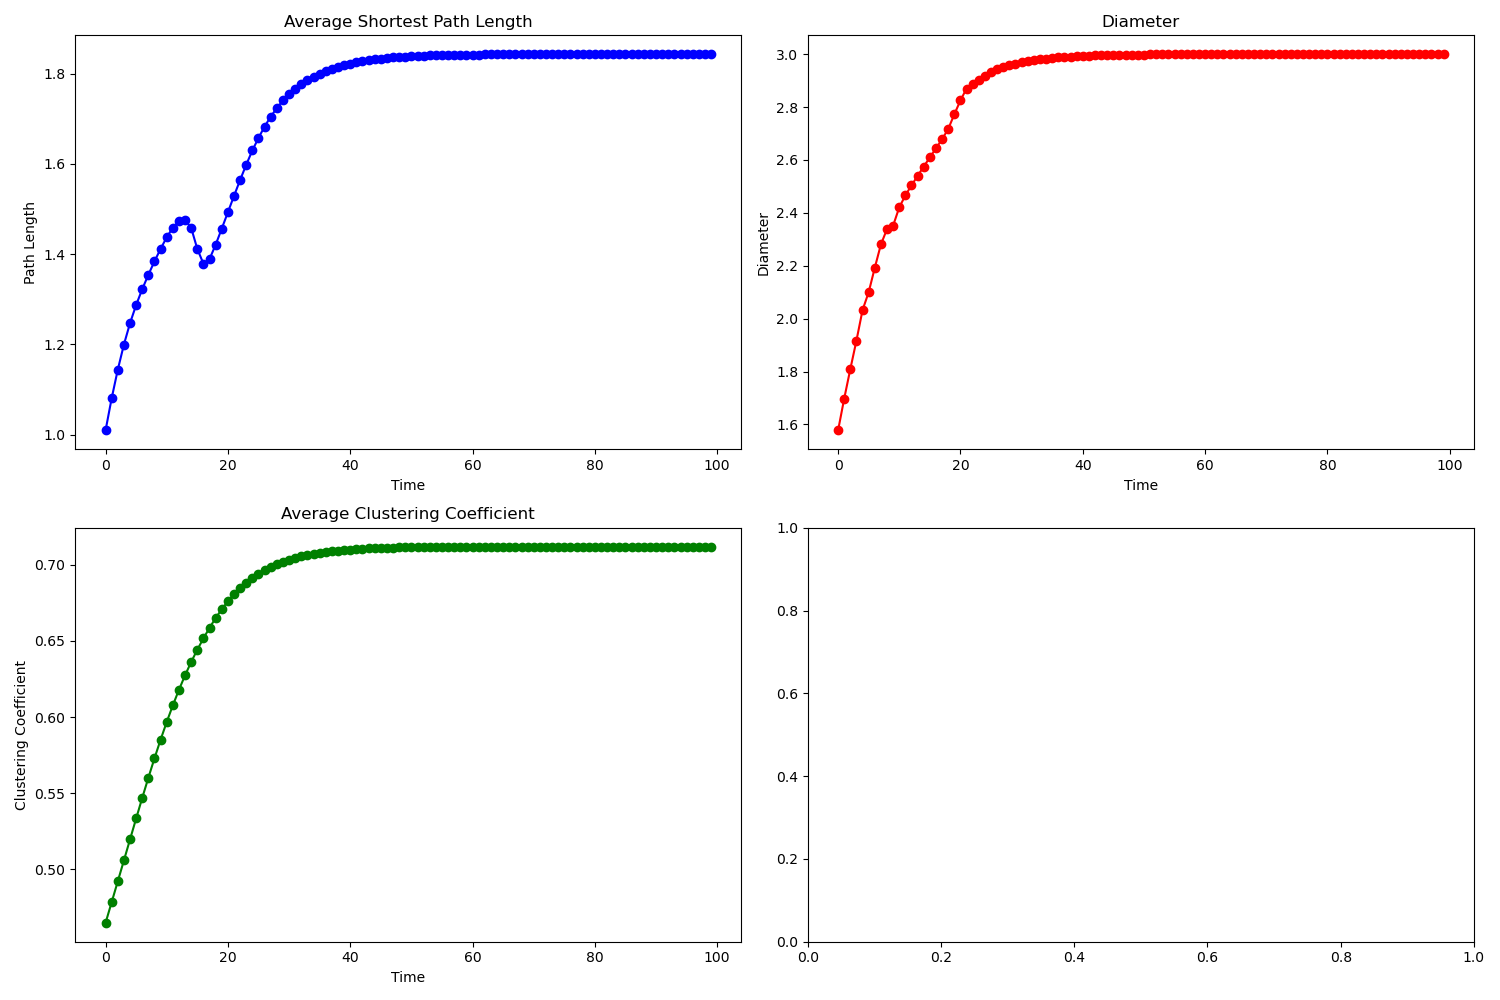 Average Shortest Path Length
Path Length
1.8
1.6
1.4
1.2
1.0
0 20 40 60 80 100
Time
Diameter
Diameter
3.0
2.8
2.6
2.4
2.2
2.0
1.8
1.6
0 20 40 60 80 100
Time
Average Clustering Coefficient
Clustering Coefficient
0.70
0.65
0.60
0.55
0.50
0 20 40 60 80 100
Time
1.0
0.8
0.6
0.4
0.2
0.0
0.0 0.2 0.4 0.6 0.8 1.0